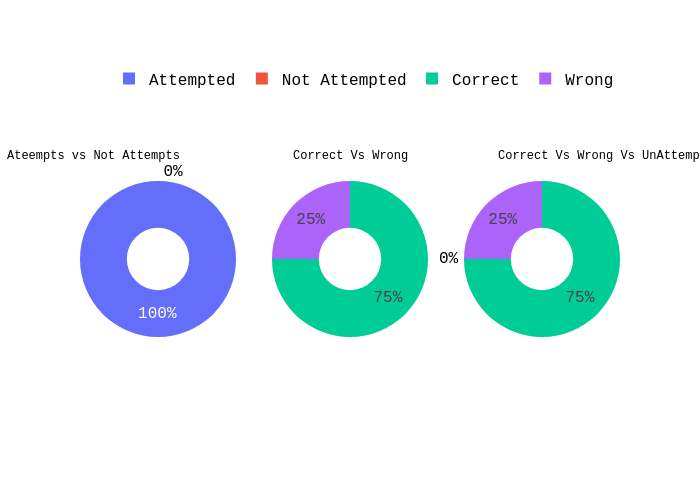 Attempted Not Attempted Correct Wrong
Ateempts vs Not Attempts Correct Vs Wrong Correct Vs Wrong Vs UnAttemp
0%
25% 25%
0%
75% 75%
100%